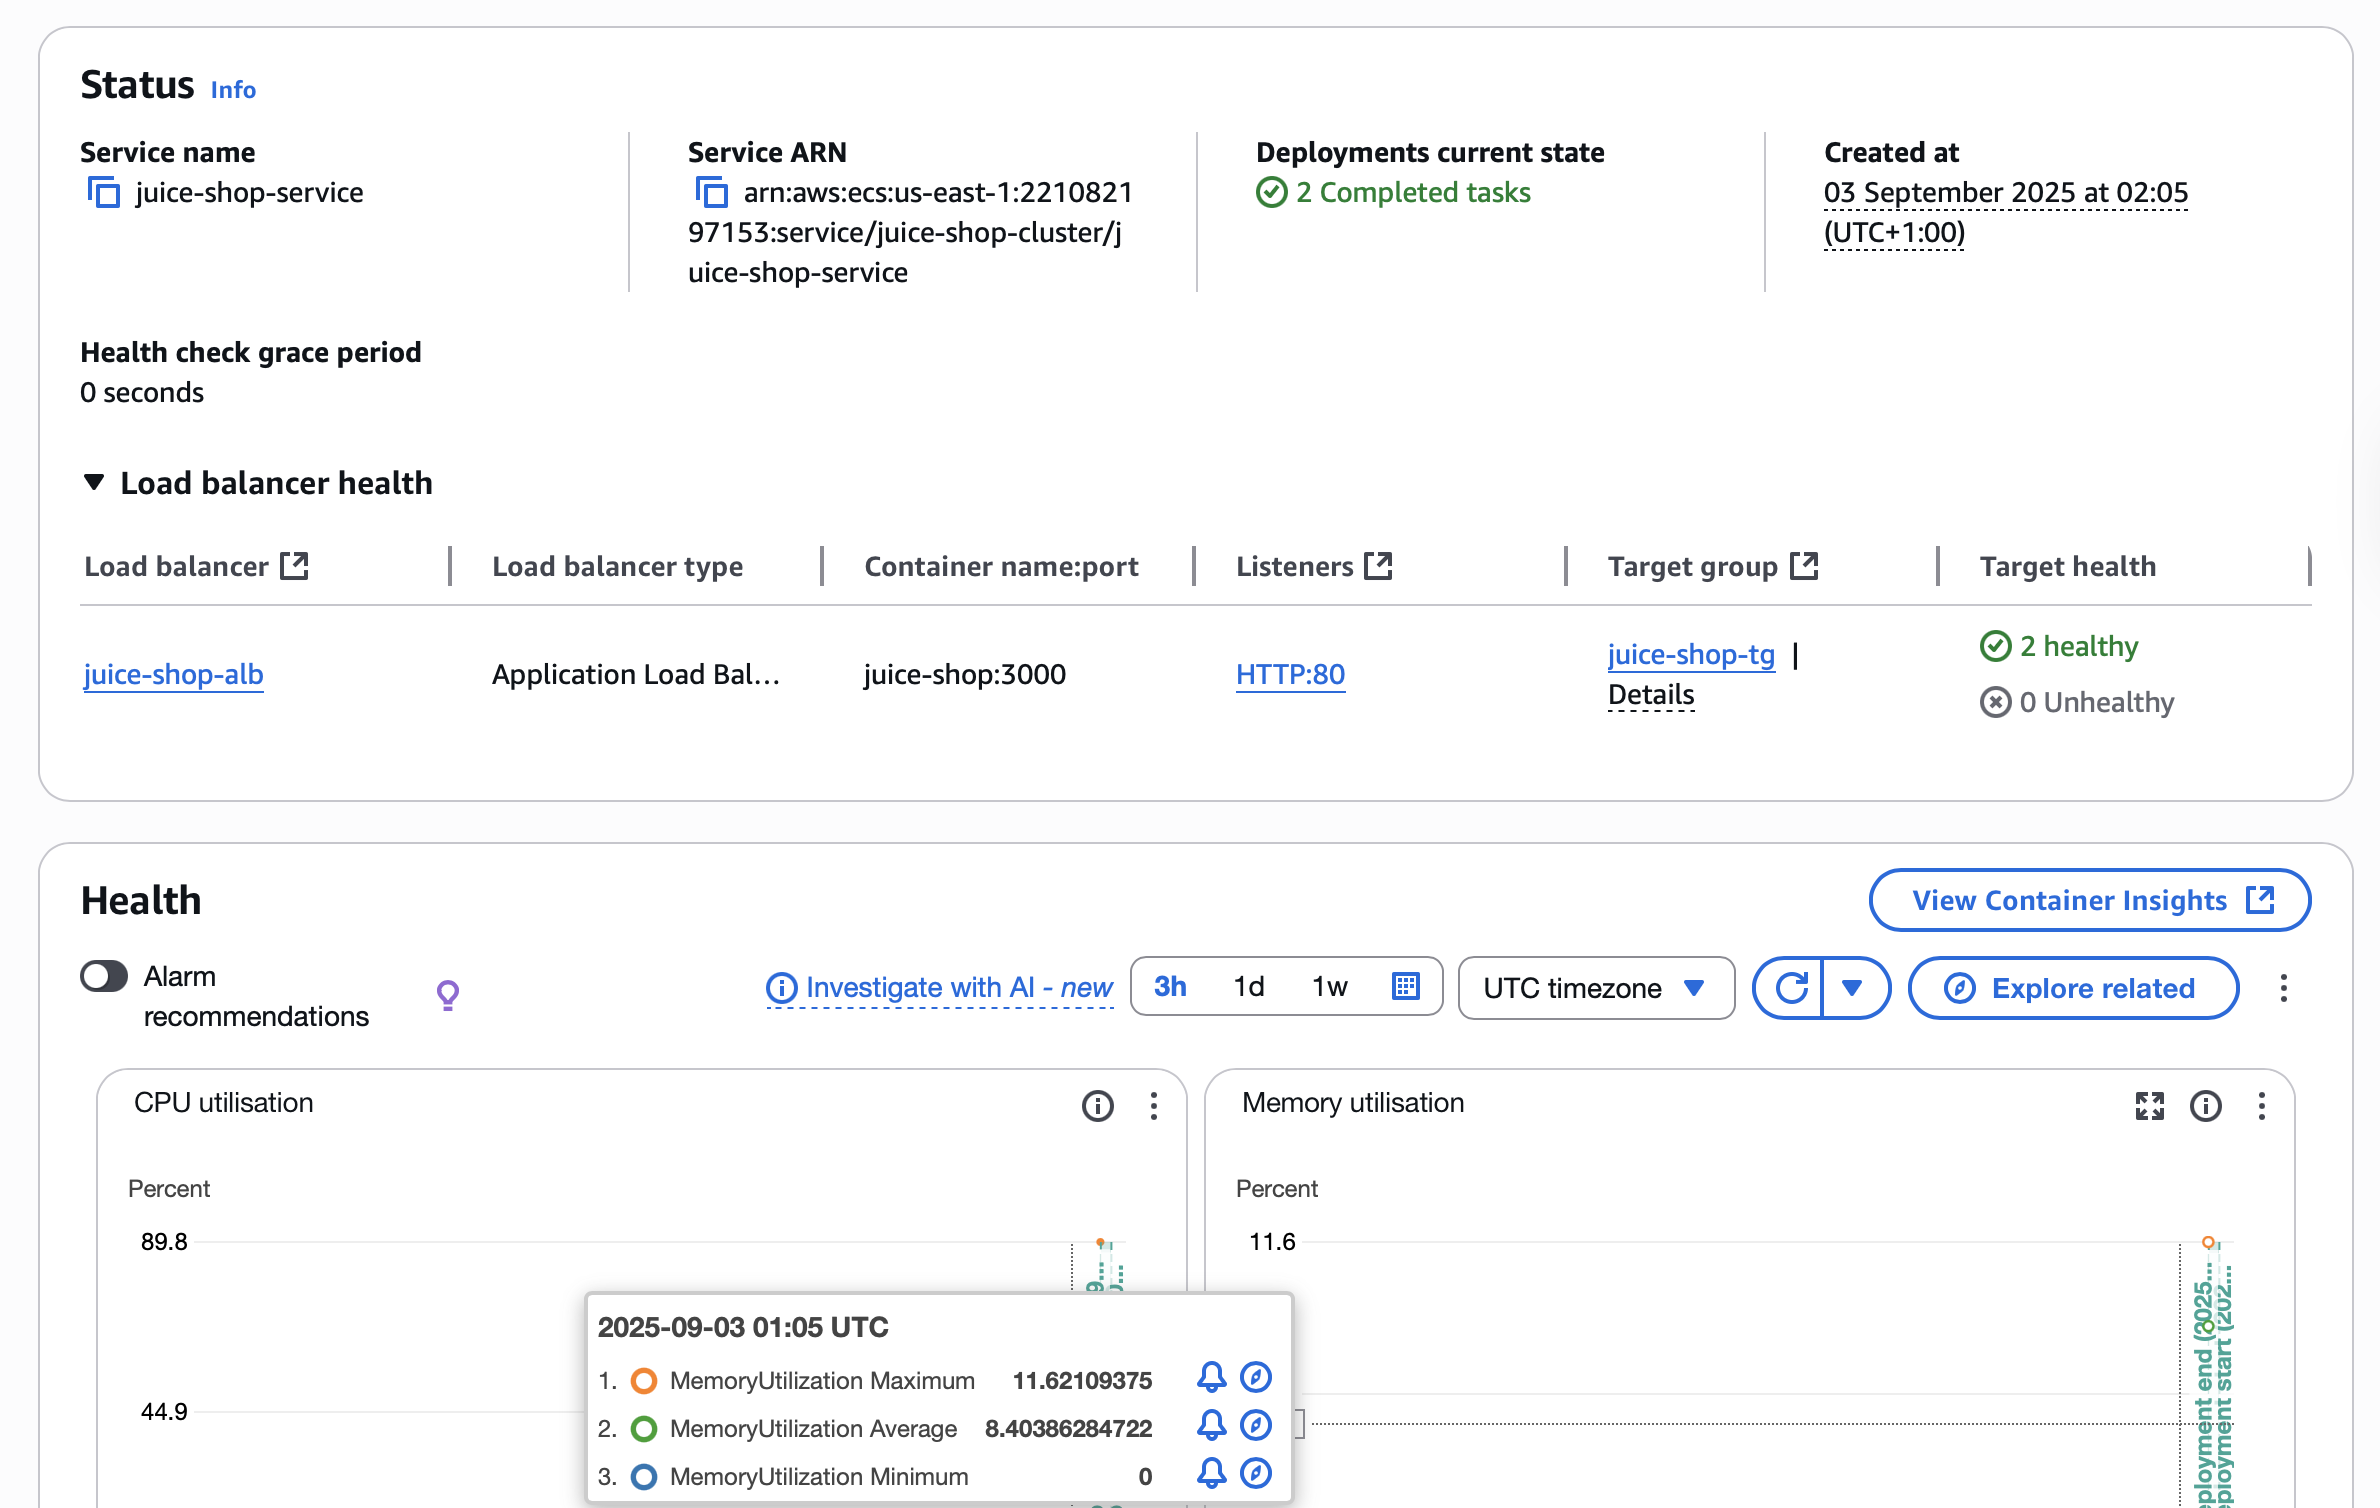 Status Info
Service name
juice-shop-service
Service ARN
arn:aws:ecs:us-east-1:2210821
97153:service/juice-shop-cluster/j
uice-shop-service
Deployments current state
2 Completed tasks
Created at
03 September 2025 at 02:05
(UTC+1:00)
Health check grace period
0 seconds
Load balancer health
Load balancer Load balancer type Container name:port Listeners Target group Target health
juice-shop-alb Application Load Bal... juice-shop:3000 HTTP:80 juice-shop-tg |
Details
2 healthy
0 Unhealthy
Health
View Container Insights
Alarm
recommendations
Investigate with AI - new
3h 1d 1w
UTC timezone
Explore related
CPU utilisation
Percent
89.8
44.9
Memory utilisation
Percent
11.6
eployment end (2025...
ployment start (202...
2025-09-03 01:05 UTC
1. MemoryUtilization Maximum 11.62109375
2. MemoryUtilization Average 8.40386284722
3. MemoryUtilization Minimum 0